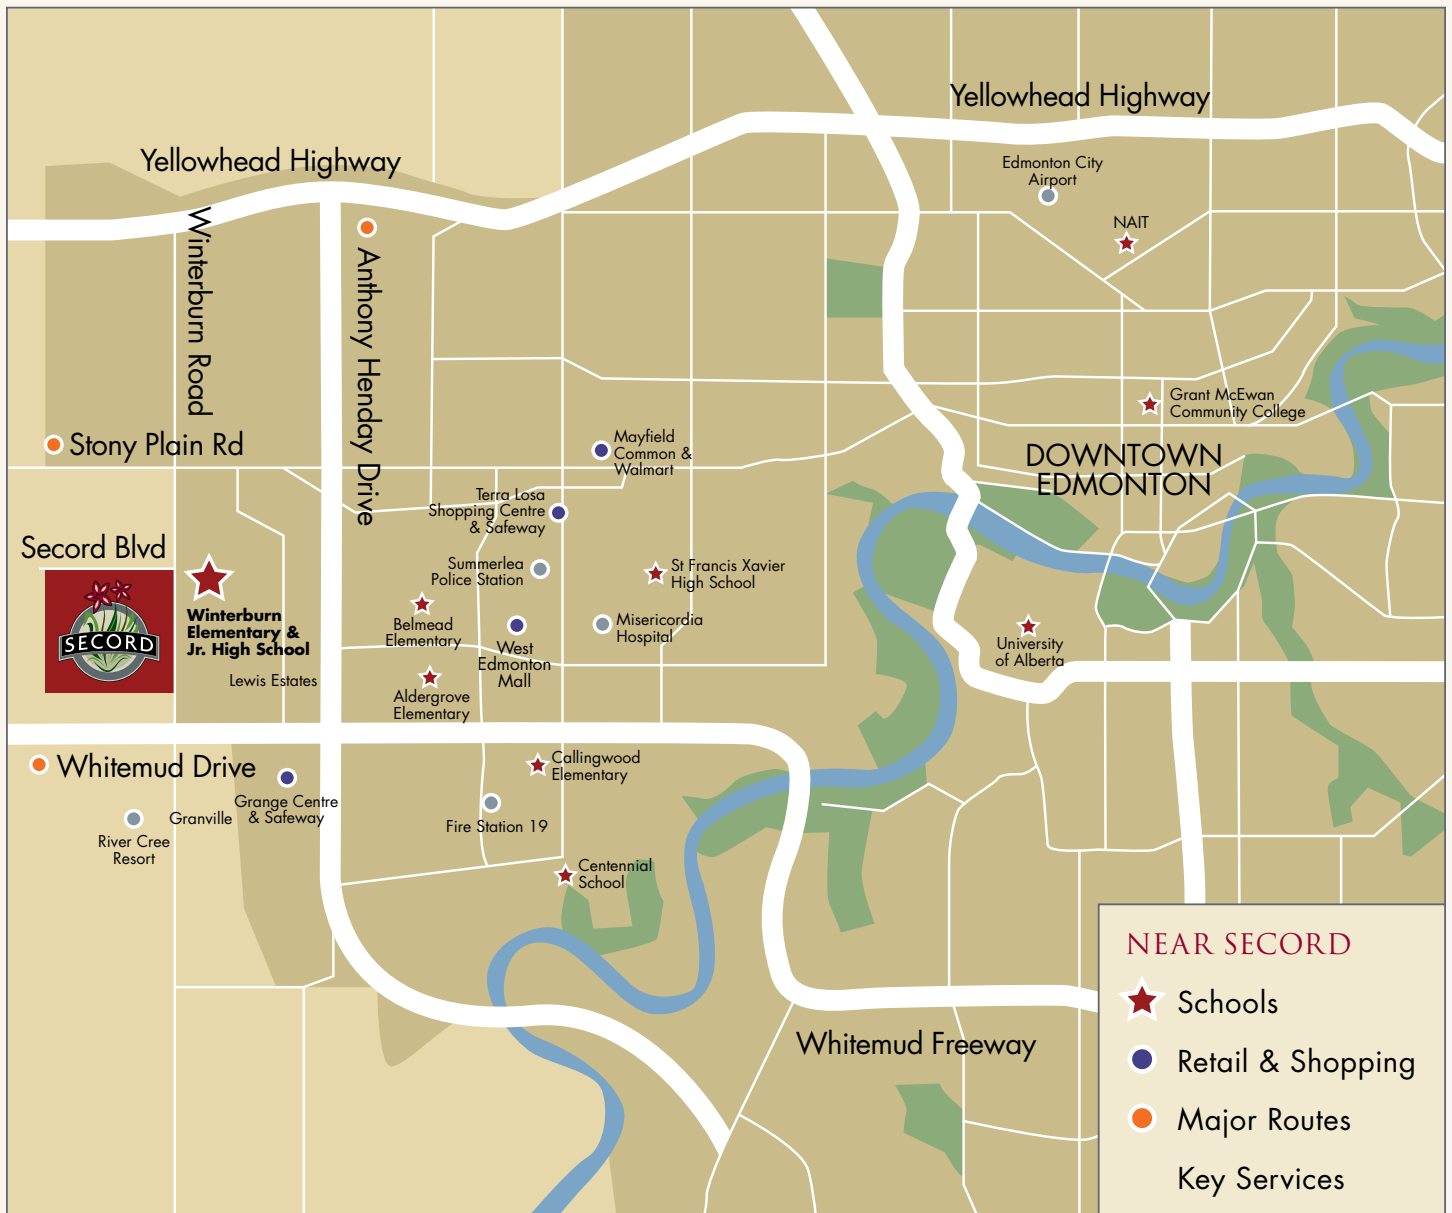 Yellowhead Highway
Yellowhead Highway
Edmonton City
Airport
NAIT
Winterburn Road
Anthony Henday Drive
Grant McEwan
Community College
Stony Plain Rd
Mayfield
Common &
Walmart
DOWNTOWN
EDMONTON
Terra Losa
Shopping Centre
& Safeway
Secord Blvd
Summerlea
Police Station
St Francis Xavier
High School
SECORD
Winterburn
Elementary &
Jr. High School
Belmead
Elementary
West
Edmonton
Mall
Misericordia
Hospital
University
of Alberta
Lewis Estates
Aldergrove
Elementary
Whitemud Drive
Callingwood
Elementary
Grange Centre
& Safeway
Granville
River Cree
Resort
Fire Station 19
Centennial
School
Whitemud Freeway
NEAR SECORD
Schools
Retail & Shopping
Major Routes
Key Services